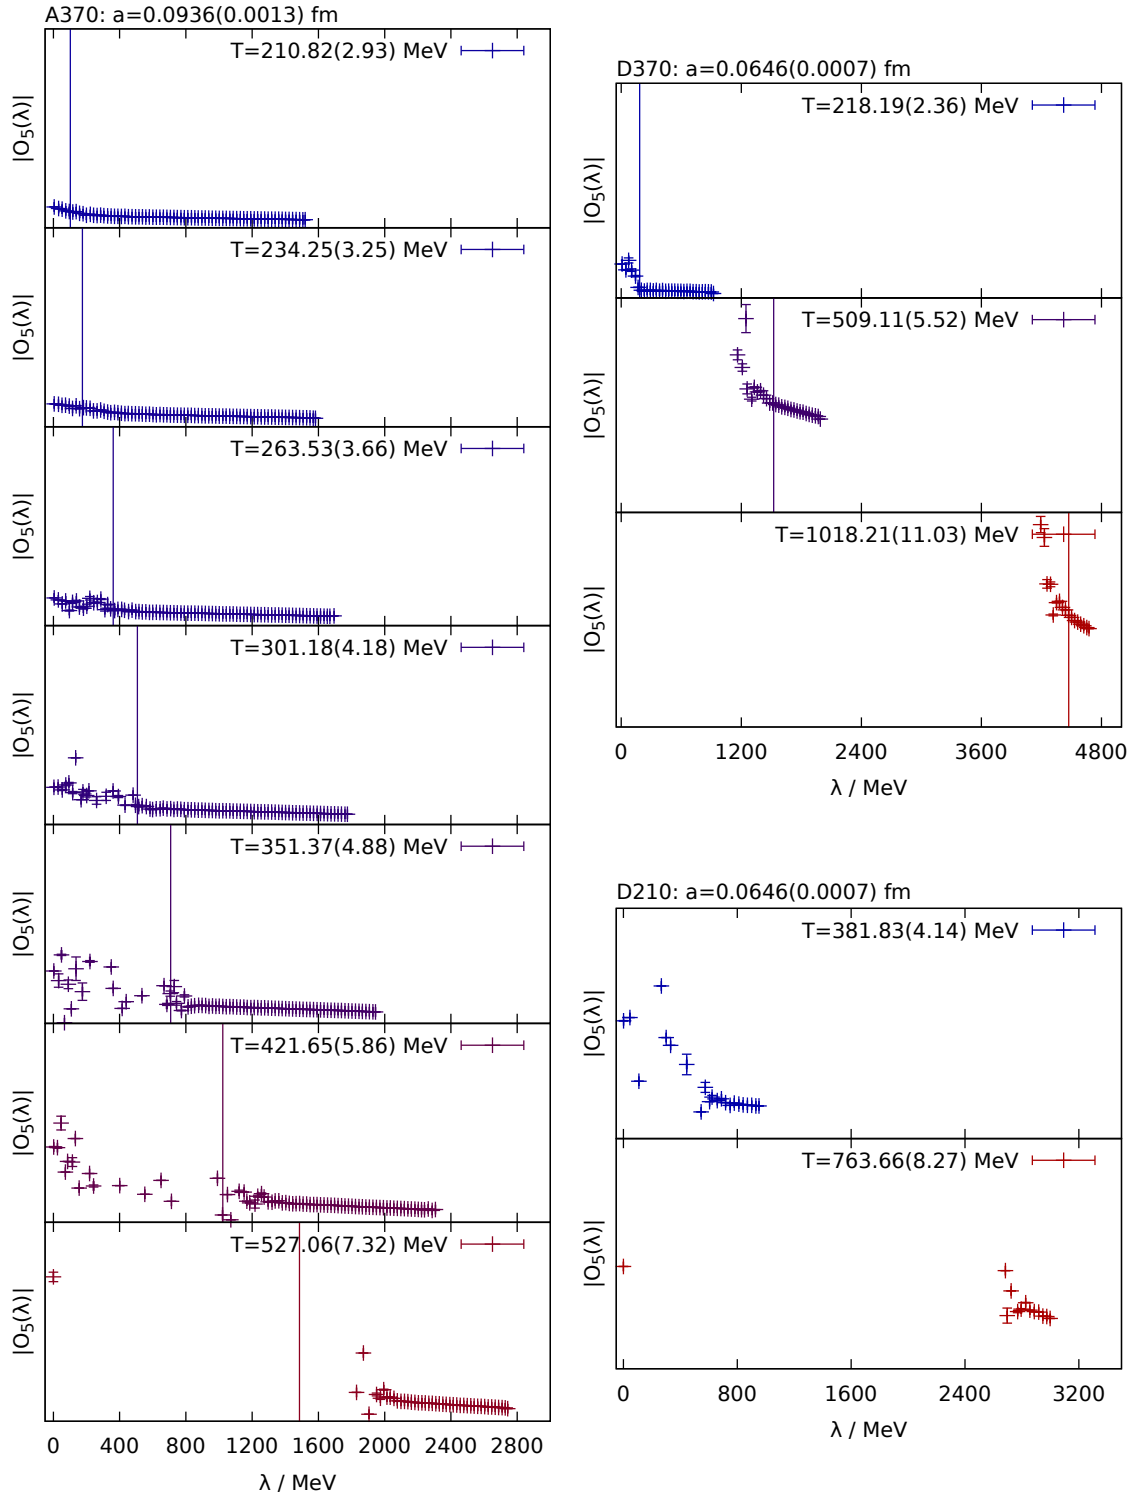 A370: a=0.0936(0.0013) fm
|O₅(λ)|
T=210.82(2.93) MeV
|O₅(λ)|
T=234.25(3.25) MeV
|O₅(λ)|
T=263.53(3.66) MeV
|O₅(λ)|
T=301.18(4.18) MeV
|O₅(λ)|
T=351.37(4.88) MeV
|O₅(λ)|
T=421.65(5.86) MeV
|O₅(λ)|
T=527.06(7.32) MeV
0 400 800 1200 1600 2000 2400 2800
λ / MeV
D370: a=0.0646(0.0007) fm
|O₅(λ)|
T=218.19(2.36) MeV
|O₅(λ)|
T=509.11(5.52) MeV
|O₅(λ)|
T=1018.21(11.03) MeV
0 1200 2400 3600 4800
λ / MeV
D210: a=0.0646(0.0007) fm
|O₅(λ)|
T=381.83(4.14) MeV
|O₅(λ)|
T=763.66(8.27) MeV
0 800 1600 2400 3200
λ / MeV